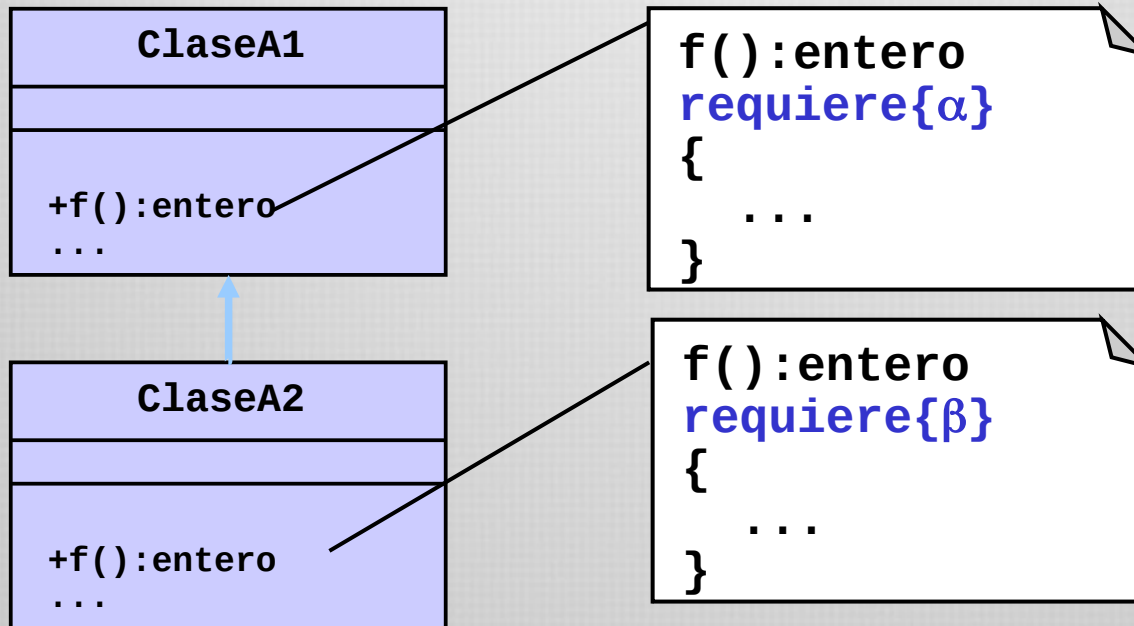 ClaseA1
+f():entero
...
f():entero
requiere{α}
{
...
}
ClaseA2
+f():entero
...
f():entero
requiere{β}
{
...
}